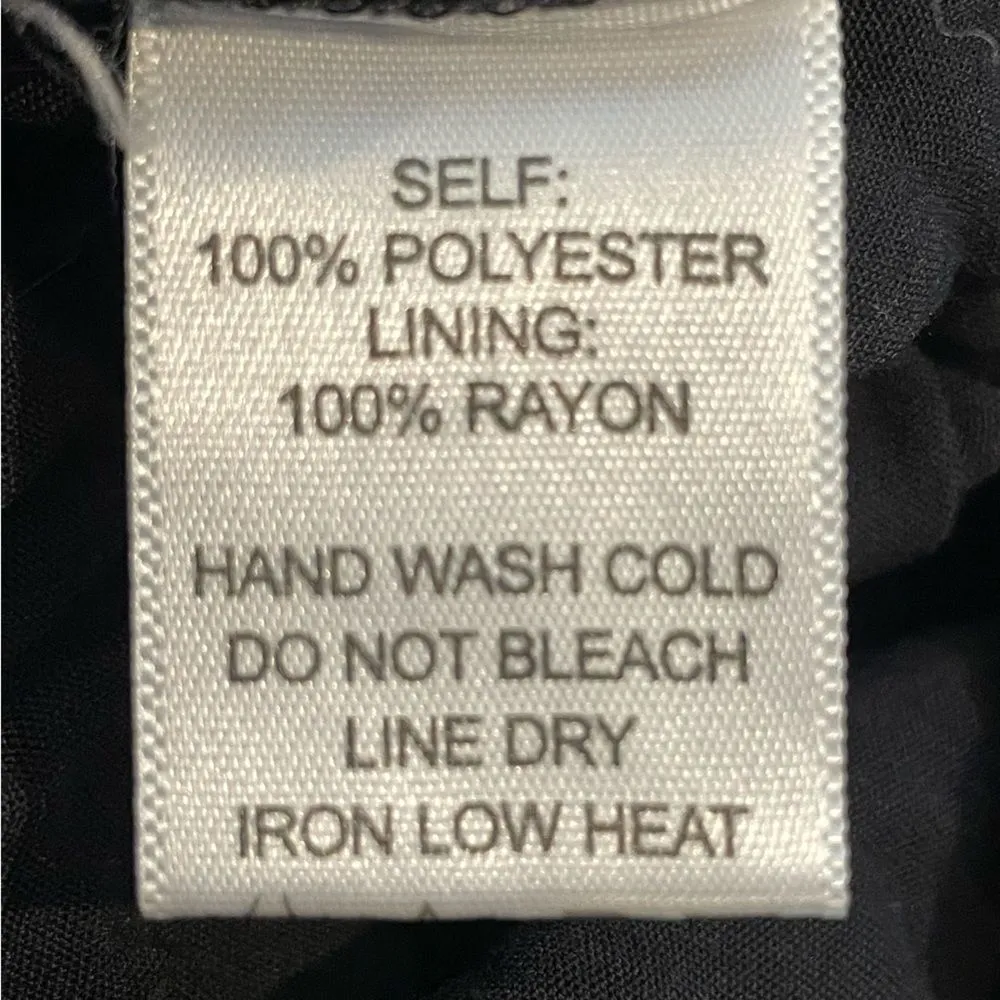 SELF:
100% POLYESTER
LINING:
100% RAYON
HAND WASH COLD
DO NOT BLEACH
LINE DRY
IRON LOW HEAT